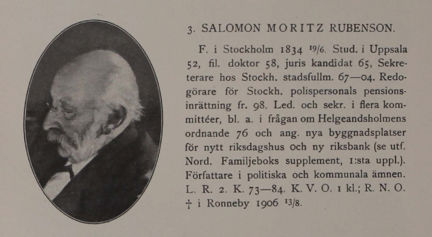 3. SALOMON MORITZ RUBENSON.
F. i Stockholm 1834 19/6. Stud. i Uppsala
52, fil. doktor 58, juris kandidat 65, Sekre-
terare hos Stockh. stadsfullm. 67—04. Redo-
görare för Stockh. polispersonals pensions-
inrättning fr. 98. Led. och sekr. i flera kom-
mittéer, bl. a. i frågan om Helgeandsholmens
ordnande 76 och ang. nya byggnadsplatser
för nytt riksdagshus och ny riksbank (se utf.
Nord. Familjeboks supplement, 1:sta uppl.).
Författare i politiska och kommunala ämnen.
L. R. 2. K. 73—84. K. V. O. 1 kl.; R. N. O.
† i Ronneby 1906 13/8.